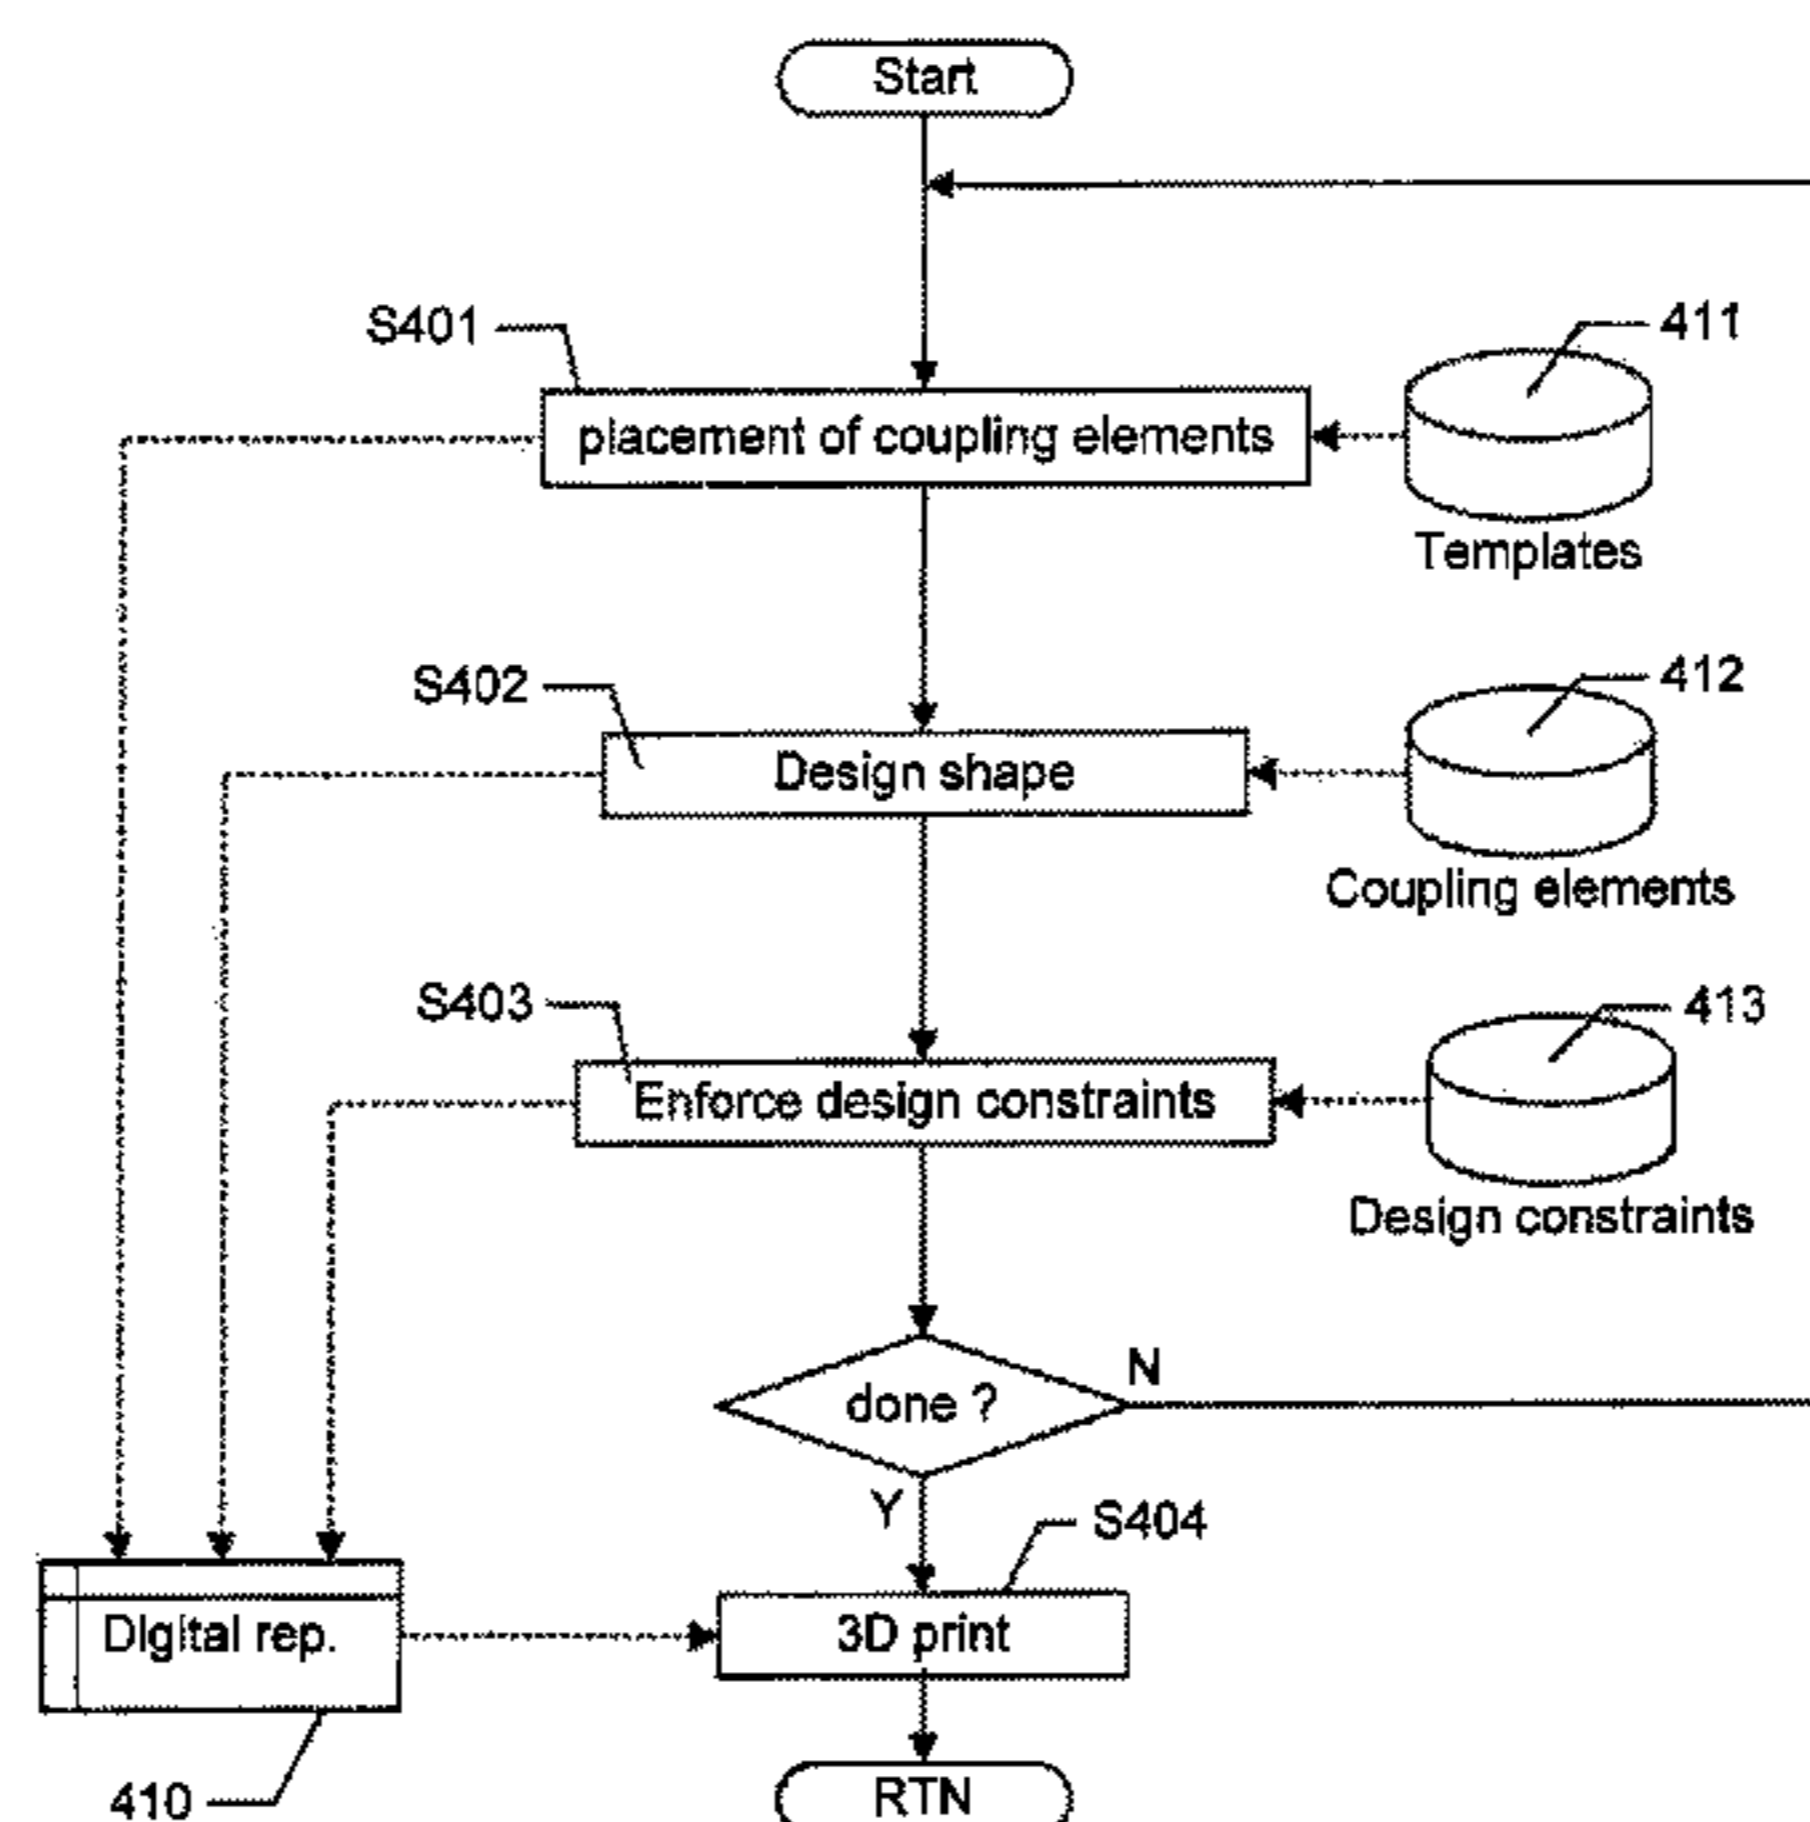 Start
S401
411
placement of coupling elements
Templates
S402
412
Design shape
Coupling elements
S403
413
Enforce design constraints
Design constraints
N
done ?
Y
S404
Digital rep.
3D print
410
RTN